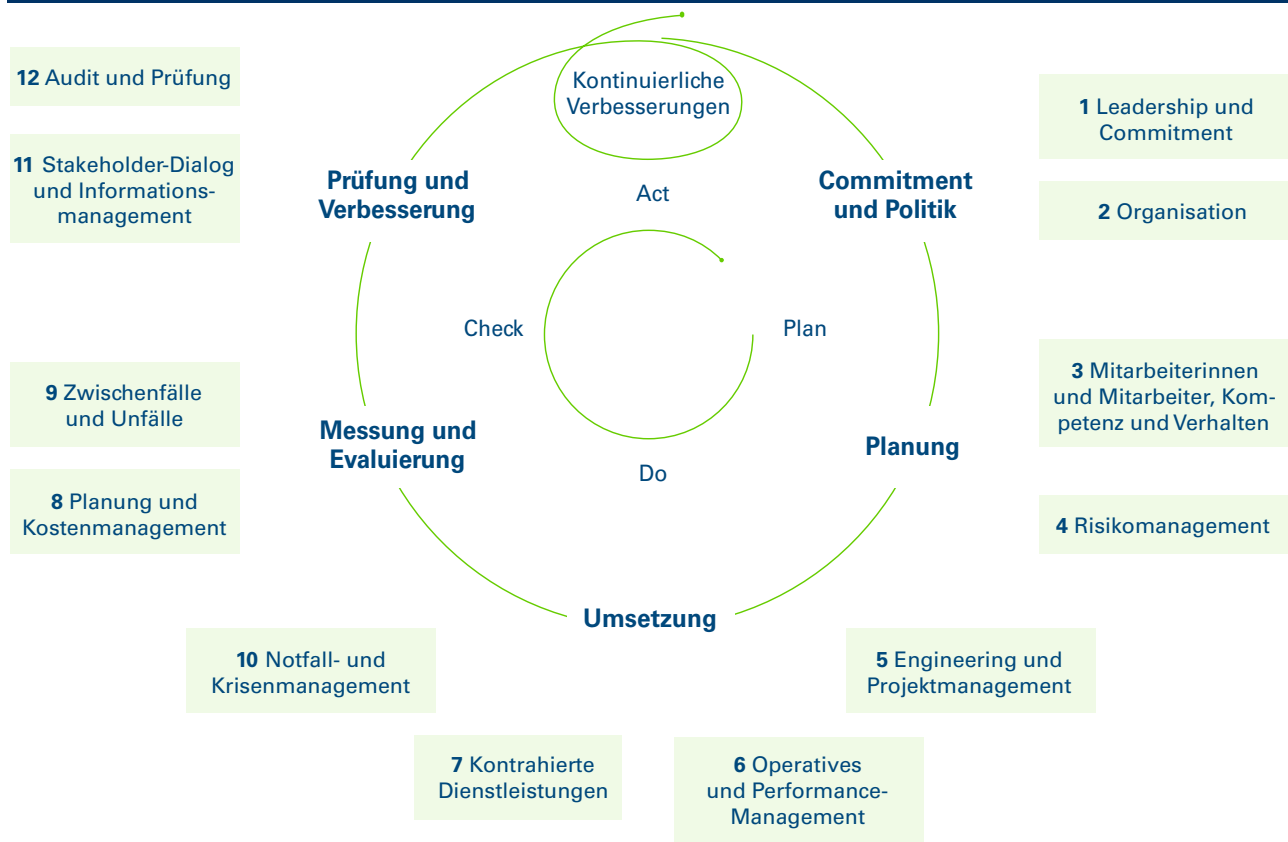 12 Audit und Prüfung
11 Stakeholder-Dialog
und Informations-
management
9 Zwischenfälle
und Unfälle
8 Planung und
Kostenmanagement
Kontinuierliche
Verbesserungen
Prüfung und
Verbesserung
Act
Commitment
und Politik
Check
Plan
Messung und
Evaluierung
Do
Planung
Umsetzung
1 Leadership und
Commitment
2 Organisation
3 Mitarbeiterinnen
und Mitarbeiter, Kom-
petenz und Verhalten
4 Risikomanagement
10 Notfall- und
Krisenmanagement
5 Engineering und
Projektmanagement
7 Kontrahierte
Dienstleistungen
6 Operatives
und Performance-
Management